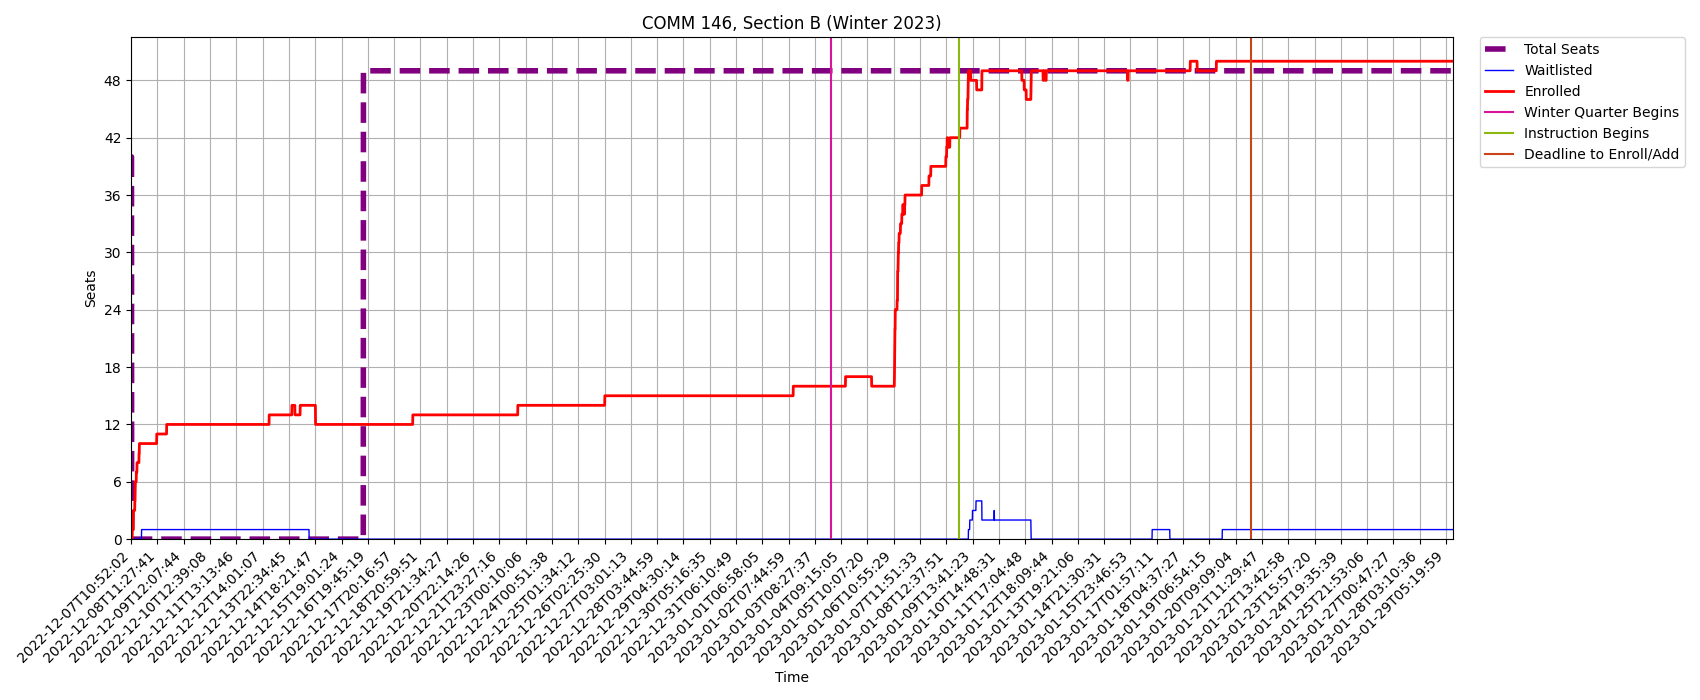 COMM 146, Section B (Winter 2023)
Total Seats
Waitlisted
Enrolled
Winter Quarter Begins
Instruction Begins
Deadline to Enroll/Add
Seats
48
42
36
30
24
18
12
6
0
2022-12-07T10:52:02
2022-12-08T11:27:41
2022-12-09T12:07:44
2022-12-10T12:39:08
2022-12-11T13:13:46
2022-12-12T14:01:07
2022-12-13T22:34:45
2022-12-14T18:21:47
2022-12-15T19:01:24
2022-12-16T19:45:19
2022-12-17T20:16:57
2022-12-18T20:59:51
2022-12-19T21:34:27
2022-12-20T22:14:26
2022-12-21T23:27:16
2022-12-23T00:10:06
2022-12-24T00:51:38
2022-12-25T01:34:12
2022-12-26T02:25:30
2022-12-27T03:01:13
2022-12-28T03:44:59
2022-12-29T04:30:14
2022-12-30T05:16:35
2022-12-31T06:10:49
2023-01-01T06:58:05
2023-01-02T07:44:59
2023-01-03T08:27:37
2023-01-04T09:15:05
2023-01-05T10:07:20
2023-01-06T10:55:29
2023-01-07T11:51:33
2023-01-08T12:37:51
2023-01-09T13:41:23
2023-01-10T14:48:31
2023-01-11T17:04:48
2023-01-12T18:09:44
2023-01-13T19:21:06
2023-01-14T21:30:31
2023-01-15T23:46:53
2023-01-17T01:57:11
2023-01-18T04:37:27
2023-01-19T06:54:15
2023-01-20T09:09:04
2023-01-21T11:29:47
2023-01-22T13:42:58
2023-01-23T15:57:20
2023-01-24T19:35:39
2023-01-25T21:53:06
2023-01-27T00:47:27
2023-01-28T03:10:36
2023-01-29T05:19:59
Time